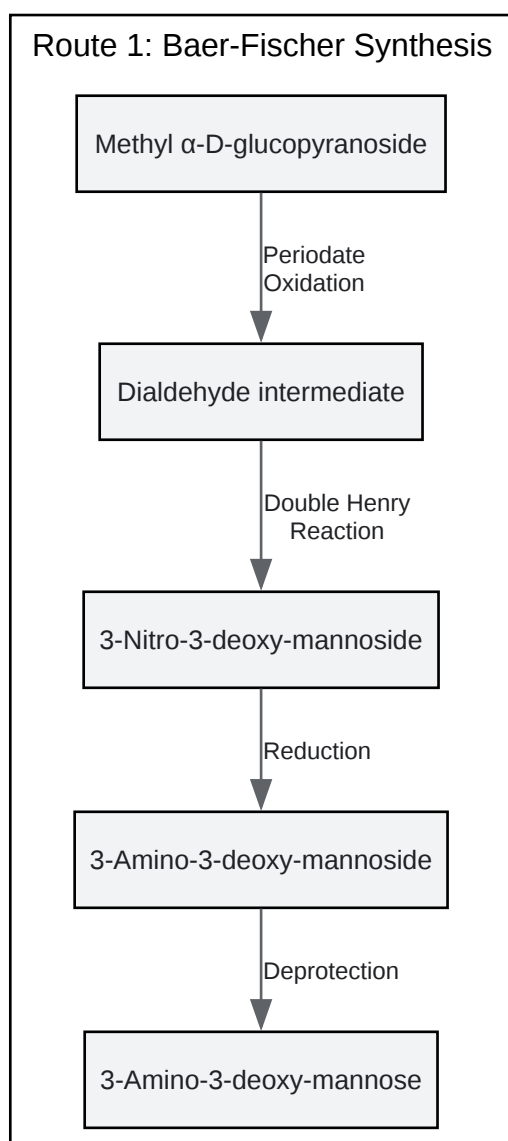 Route 1: Baer-Fischer Synthesis
Methyl α-D-glucopyranoside
Periodate
Oxidation
Dialdehyde intermediate
Double Henry
Reaction
3-Nitro-3-deoxy-mannoside
Reduction
3-Amino-3-deoxy-mannoside
Deprotection
3-Amino-3-deoxy-mannose